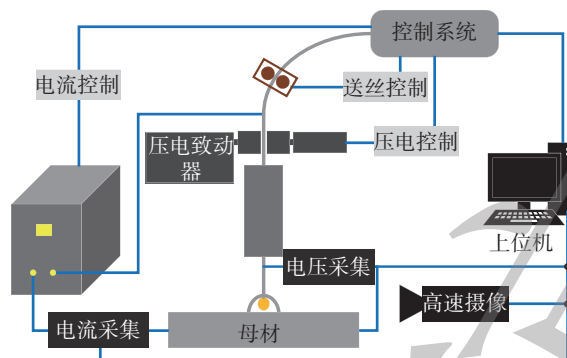 控制系统
电流控制
送丝控制
压电致动
器
压电控制
上位机
电压采集
高速摄像
电流采集
母材